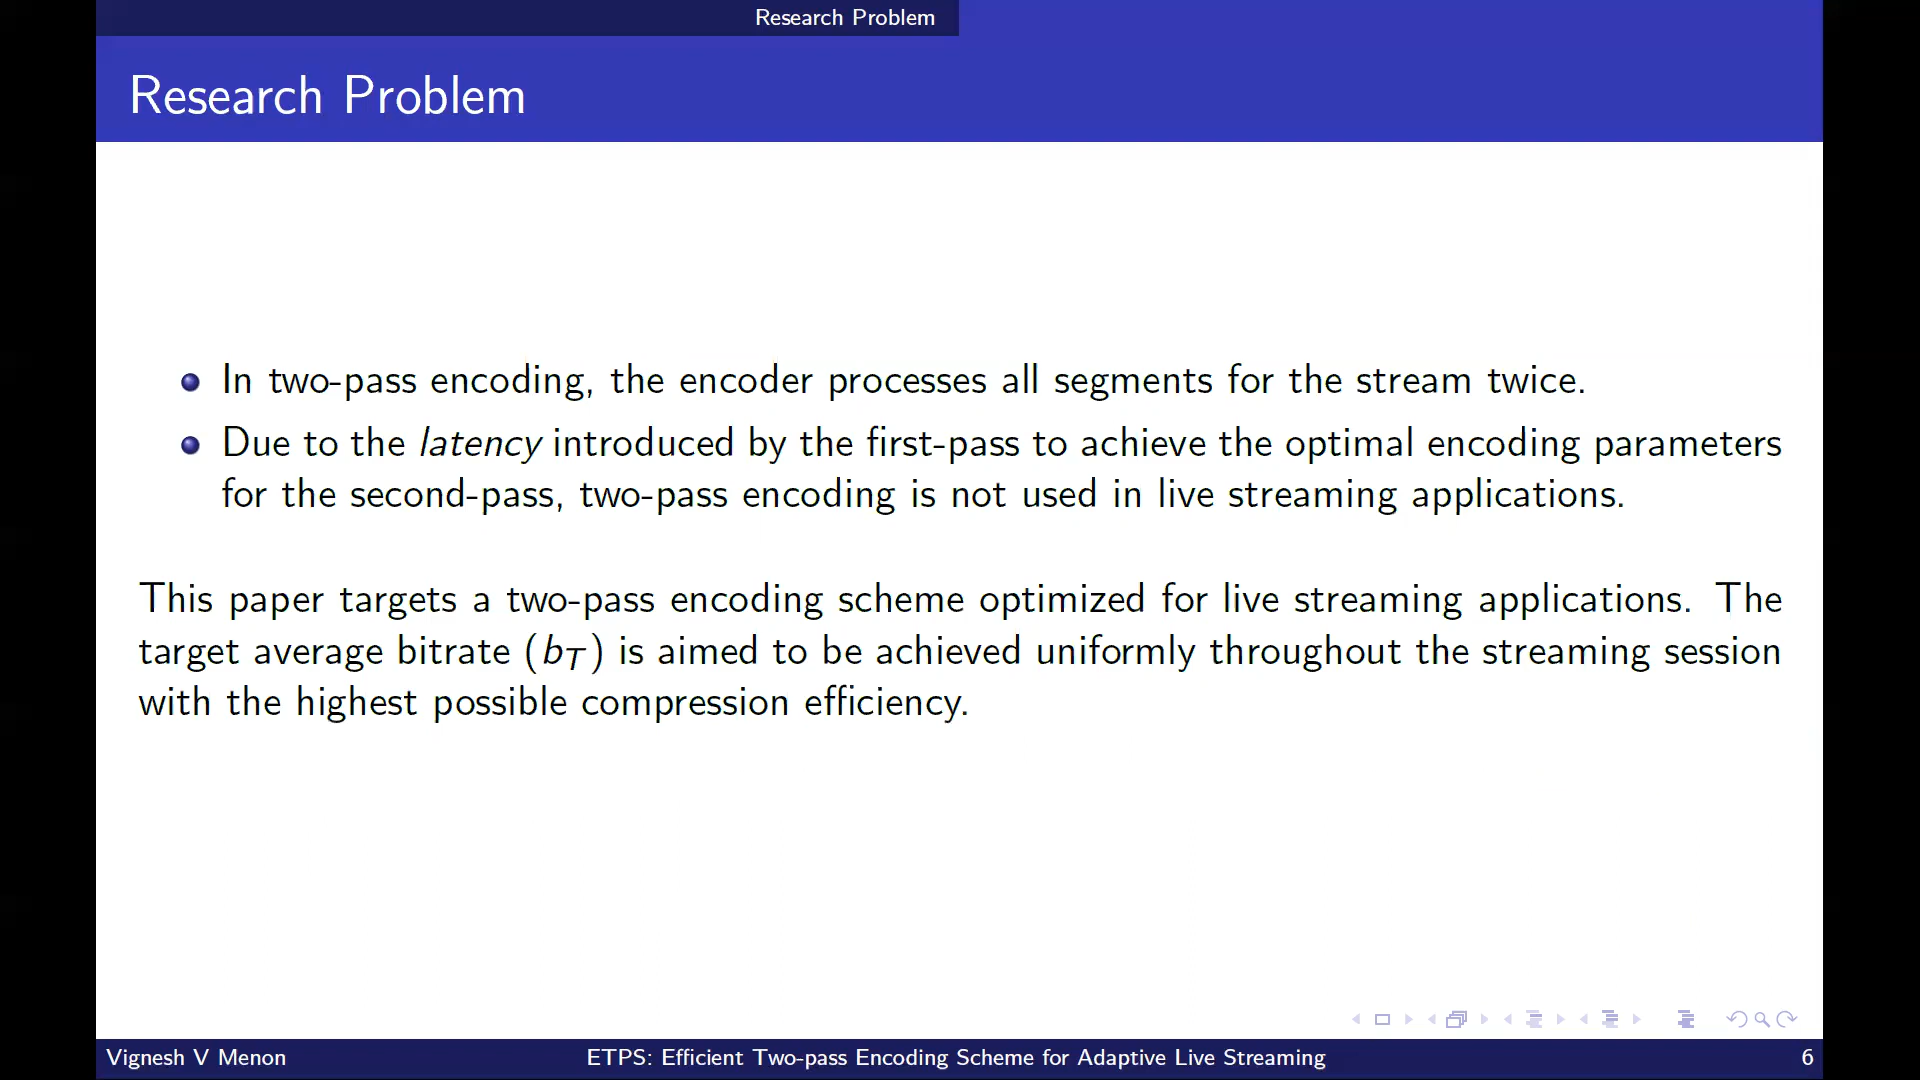 Research Problem
Research Problem
In two-pass encoding, the encoder processes all segments for the stream twice.
Due to the latency introduced by the first-pass to achieve the optimal encoding parameters
for the second-pass, two-pass encoding is not used in live streaming applications.
This paper targets a two-pass encoding scheme optimized for live streaming applications. The
target average bitrate (b_T) is aimed to be achieved uniformly throughout the streaming session
with the highest possible compression efficiency.
Vignesh V Menon ETPS: Efficient Two-pass Encoding Scheme for Adaptive Live Streaming 6